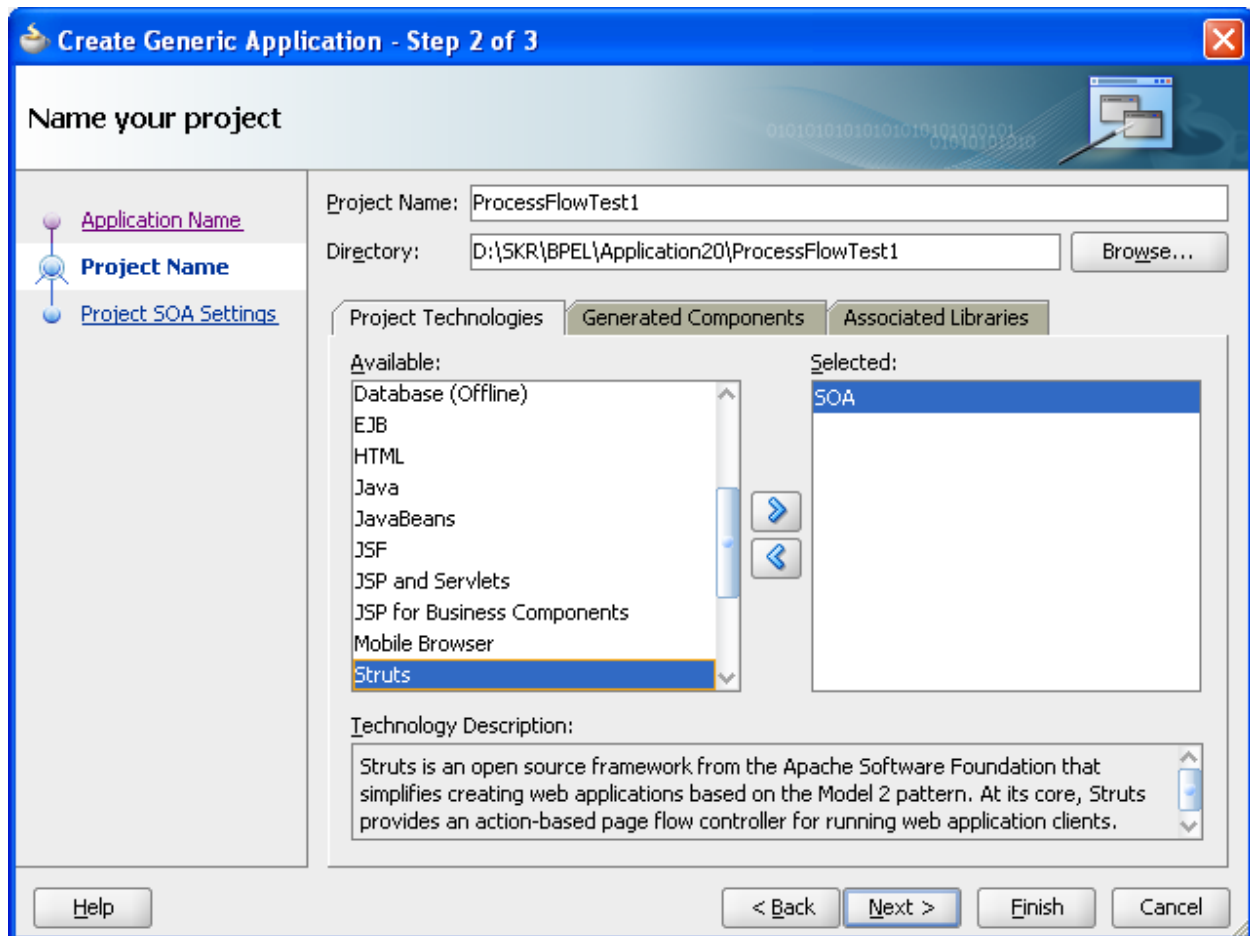 Create Generic Application - Step 2 of 3
Name your project
0101010101010101010101010101
01010101010
Application Name
Project Name
Project SOA Settings
Project Name: ProcessFlowTest1
Directory: D:\SKR\BPEL\Application20\ProcessFlowTest1 Browse...
Project Technologies Generated Components Associated Libraries
Available:
Database (Offline)
EJB
HTML
Java
JavaBeans
JSF
JSP and Servlets
JSP for Business Components
Mobile Browser
Struts
Selected:
SOA
Technology Description:
Struts is an open source framework from the Apache Software Foundation that
simplifies creating web applications based on the Model 2 pattern. At its core, Struts
provides an action-based page flow controller for running web application clients.
Help < Back Next > Finish Cancel